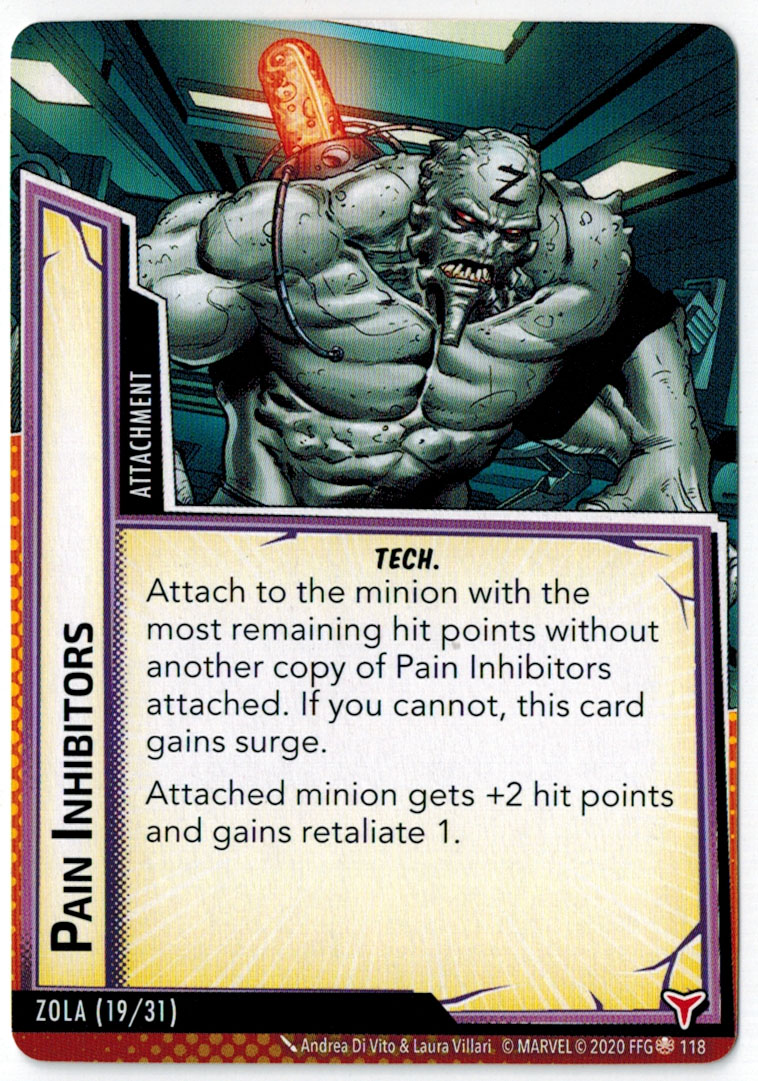 Z
ATTACHMENT
PAIN INHIBITORS
TECH.
Attach to the minion with the
most remaining hit points without
another copy of Pain Inhibitors
attached. If you cannot, this card
gains surge.
Attached minion gets +2 hit points
and gains retaliate 1.
ZOLA (19/31)
Andrea Di Vito & Laura Villari © MARVEL © 2020 FFG 118